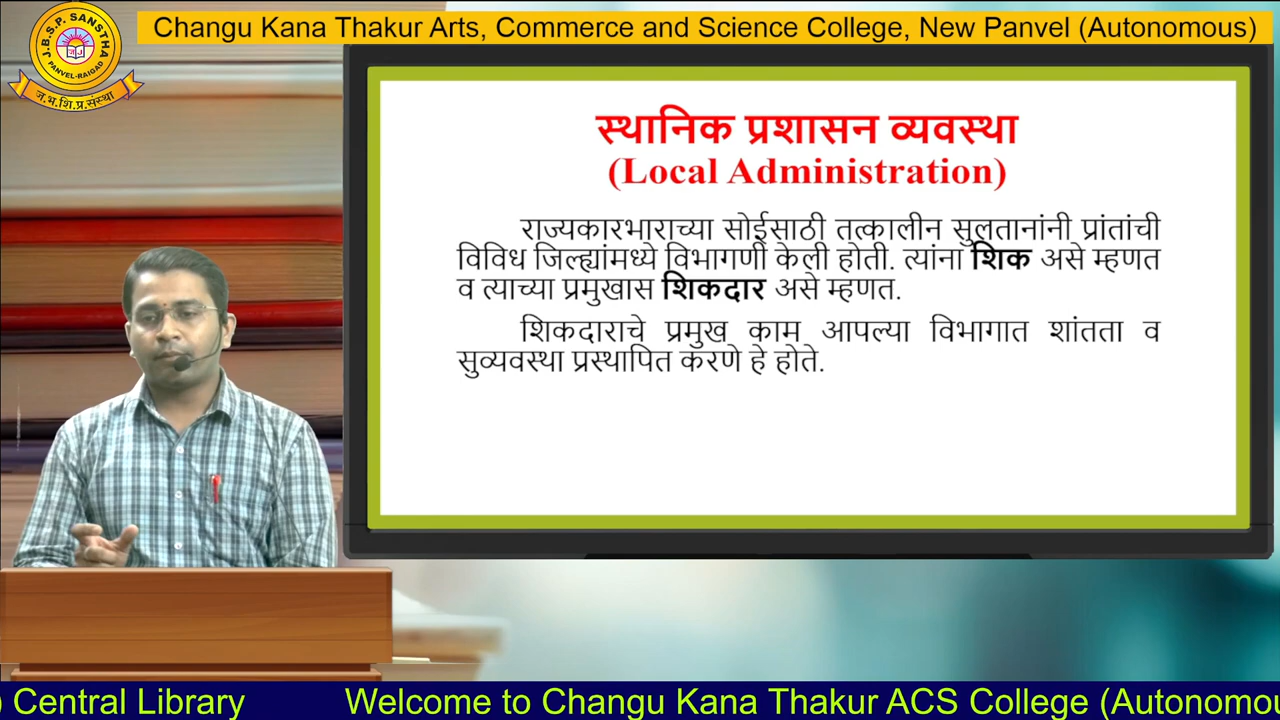 J.B.S.P. SANSTHA
PANVEL-RAIGAD
ज.भ.शि.प्र.संस्था
Changu Kana Thakur Arts, Commerce and Science College, New Panvel (Autonomous)
स्थानिक प्रशासन व्यवस्था
(Local Administration)
राज्यकारभाराच्या सोईसाठी तत्कालीन सुलतानांनी प्रांतांची
विविध जिल्ह्यांमध्ये विभागणी केली होती. त्यांना शिक असे म्हणत
व त्याच्या प्रमुखास शिकदार असे म्हणत.
शिकदाराचे प्रमुख काम आपल्या विभागात शांतता व
सुव्यवस्था प्रस्थापित करणे हे होते.
Central Library Welcome to Changu Kana Thakur ACS College (Autonomou